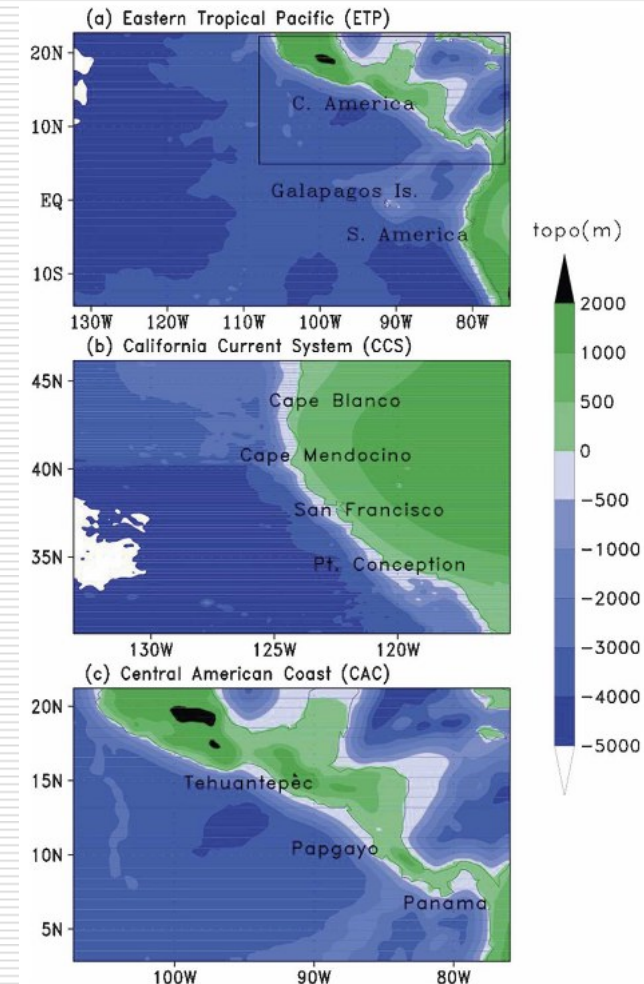 (a) Eastern Tropical Pacific (ETP)
20N
C. America
10N
Galapagos Is.
EQ
S. America
10S
130W 120W 110W 100W 90W 80W
(b) California Current System (CCS)
45N
Cape Blanco
Cape Mendocino
40N
San Francisco
35N
Pt. Conception
130W 125W 120W
(c) Central American Coast (CAC)
20N
Tehuantepec
15N
Papgayo
10N
Panama
5N
100W 90W 80W
topo(m)
2000
1000
500
0
-500
-1000
-2000
-3000
-4000
-5000